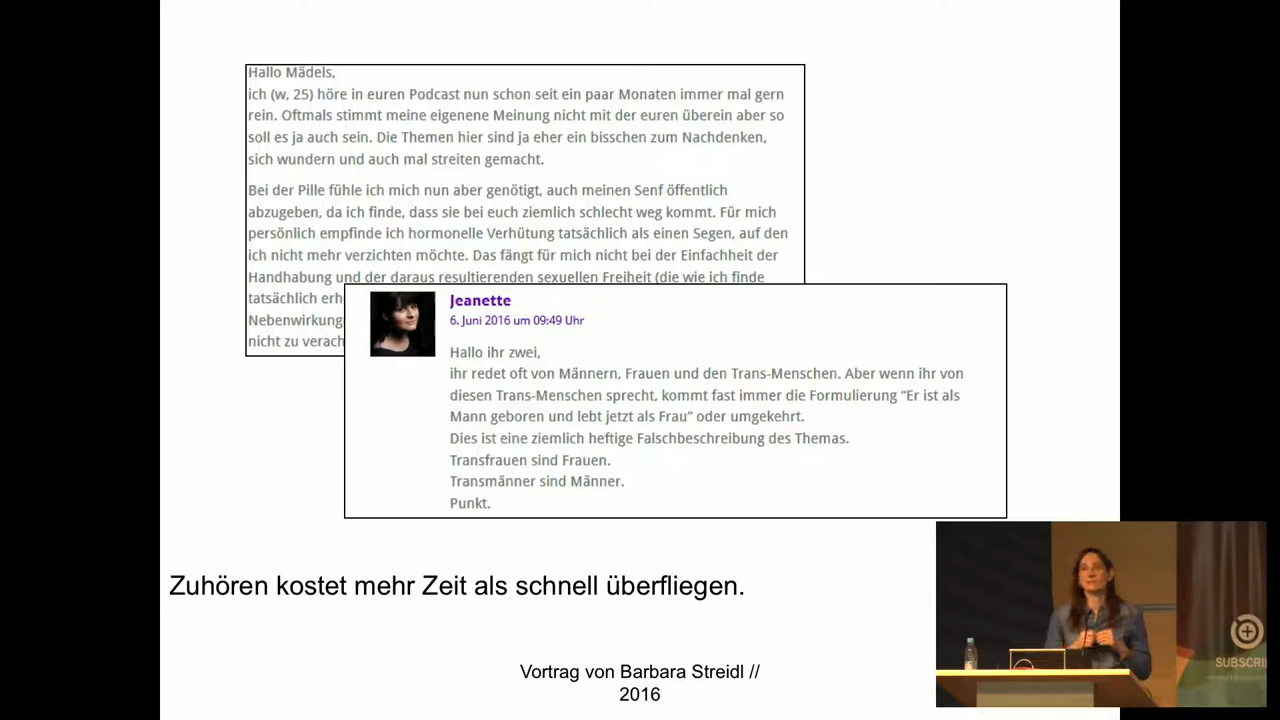 Hallo Mädels,
ich (w, 25) höre in euren Podcast nun schon seit ein paar Monaten immer mal gern
rein. Oftmals stimmt meine eigenene Meinung nicht mit der euren überein aber so
soll es ja auch sein. Die Themen hier sind ja eher ein bisschen zum Nachdenken,
sich wundern und auch mal streiten gemacht.
Bei der Pille fühle ich mich nun aber genötigt, auch meinen Senf öffentlich
abzugeben, da ich finde, dass sie bei euch ziemlich schlecht weg kommt. Für mich
persönlich empfinde ich hormonelle Verhütung tatsächlich als einen Segen, auf den
ich nicht mehr verzichten möchte. Das fängt für mich nicht bei der Einfachheit der
Handhabung und der daraus resultierenden sexuellen Freiheit (die wie ich finde
tatsächlich erh
Nebenwirkung
nicht zu verach
Jeanette
6. Juni 2016 um 09:49 Uhr
Hallo ihr zwei,
ihr redet oft von Männern, Frauen und den Trans-Menschen. Aber wenn ihr von
diesen Trans-Menschen sprecht, kommt fast immer die Formulierung “Er ist als
Mann geboren und lebt jetzt als Frau” oder umgekehrt.
Dies ist eine ziemlich heftige Falschbeschreibung des Themas.
Transfrauen sind Frauen.
Transmänner sind Männer.
Punkt.
Zuhören kostet mehr Zeit als schnell überfliegen.
Vortrag von Barbara Streidl //
2016
SUBSCRI